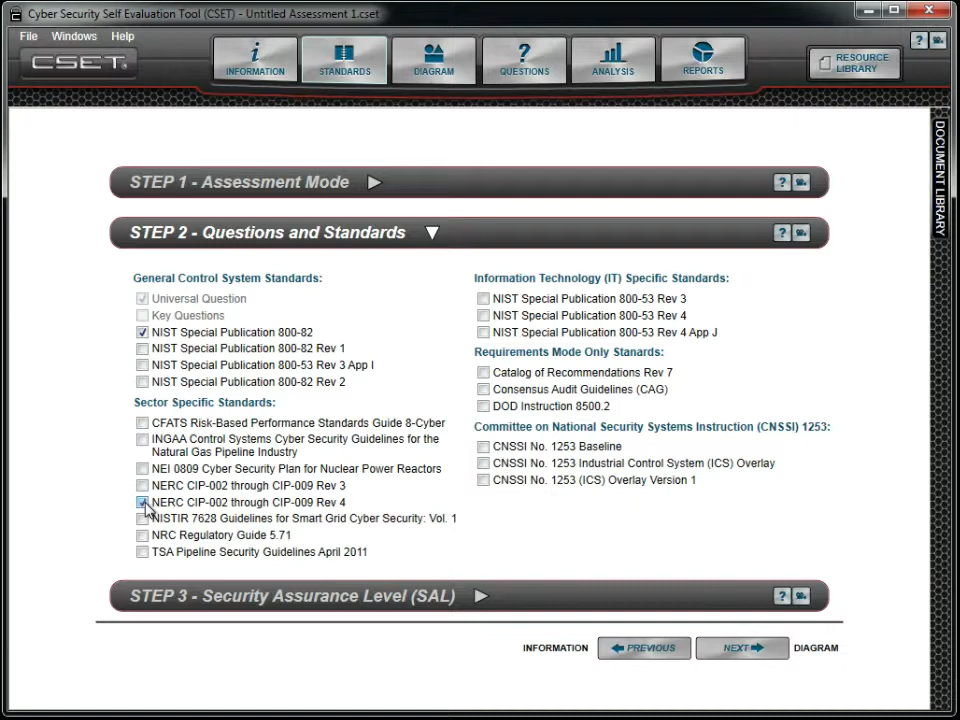 Cyber Security Self Evaluation Tool (CSET) - Untitled Assessment 1.cset
File Windows Help
CSET
INFORMATION
STANDARDS
DIAGRAM
QUESTIONS
ANALYSIS
REPORTS
RESOURCE
LIBRARY
DOCUMENT LIBRARY
STEP 1 - Assessment Mode
STEP 2 - Questions and Standards
General Control System Standards:
Universal Question
Key Questions
NIST Special Publication 800-82
NIST Special Publication 800-82 Rev 1
NIST Special Publication 800-53 Rev 3 App I
NIST Special Publication 800-82 Rev 2
Sector Specific Standards:
CFATS Risk-Based Performance Standards Guide 8-Cyber
INGAA Control Systems Cyber Security Guidelines for the
Natural Gas Pipeline Industry
NEI 0809 Cyber Security Plan for Nuclear Power Reactors
NERC CIP-002 through CIP-009 Rev 3
NERC CIP-002 through CIP-009 Rev 4
NISTIR 7628 Guidelines for Smart Grid Cyber Security: Vol. 1
NRC Regulatory Guide 5.71
TSA Pipeline Security Guidelines April 2011
Information Technology (IT) Specific Standards:
NIST Special Publication 800-53 Rev 3
NIST Special Publication 800-53 Rev 4
NIST Special Publication 800-53 Rev 4 App J
Requirements Mode Only Stanards:
Catalog of Recommendations Rev 7
Consensus Audit Guidelines (CAG)
DOD Instruction 8500.2
Committee on National Security Systems Instruction (CNSSI) 1253:
CNSSI No. 1253 Baseline
CNSSI No. 1253 Industrial Control System (ICS) Overlay
CNSSI No. 1253 (ICS) Overlay Version 1
STEP 3 - Security Assurance Level (SAL)
INFORMATION PREVIOUS NEXT DIAGRAM